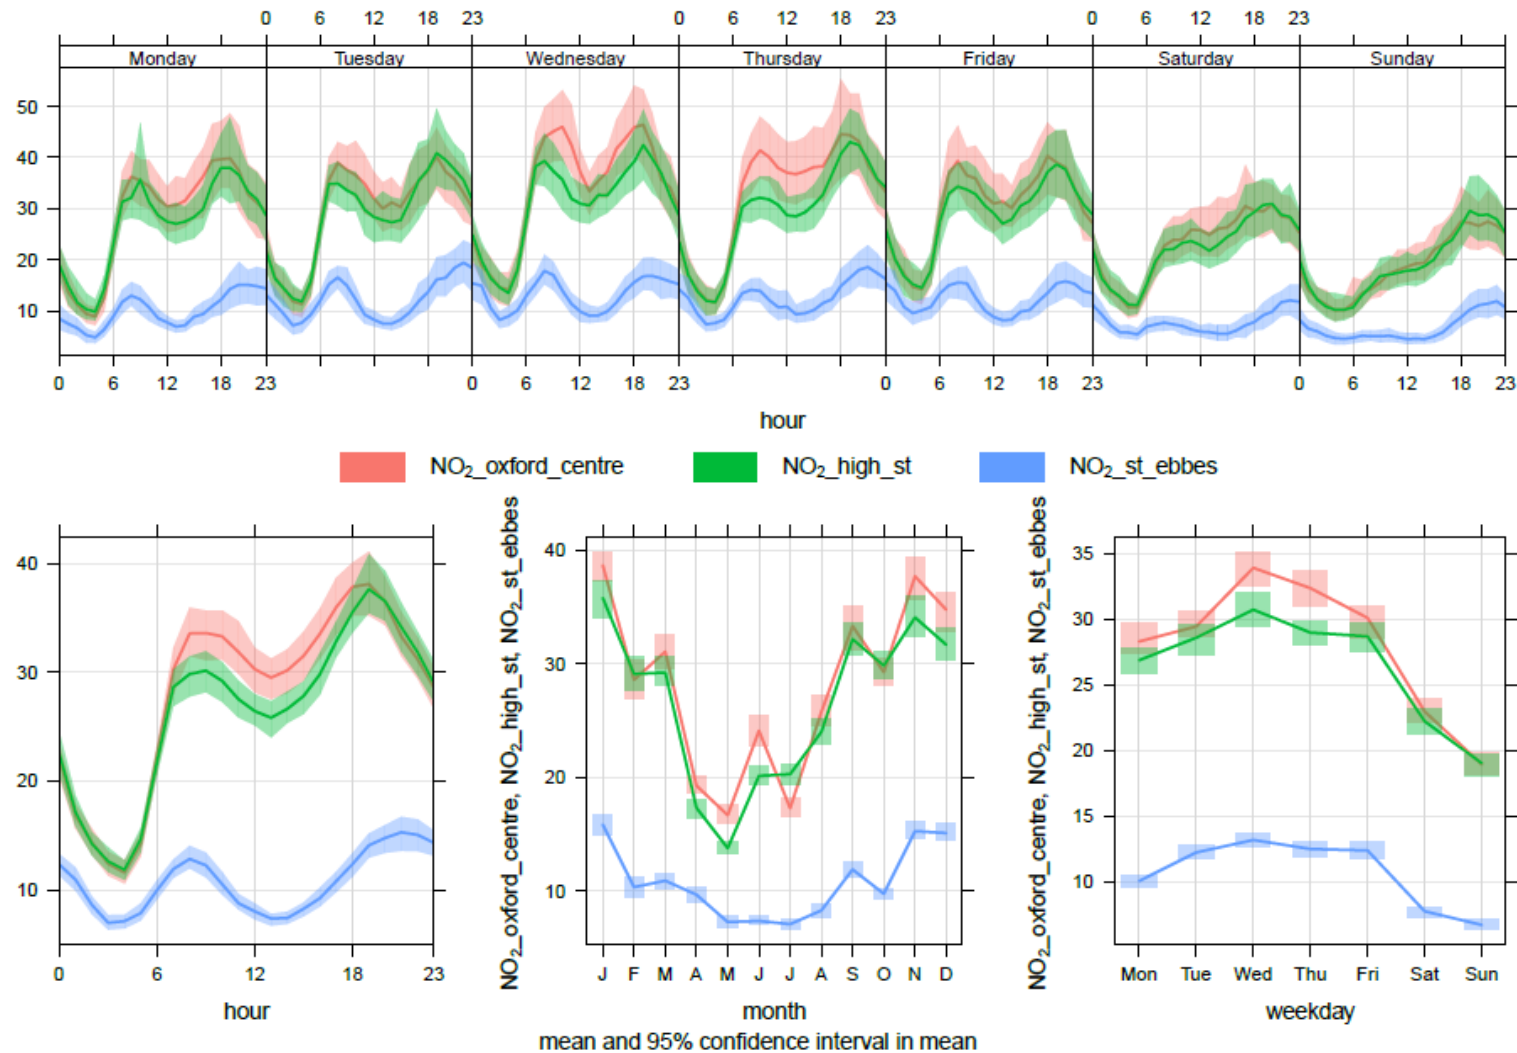 0 6 12 18 23 0 6 12 18 23 0 6 12 18 23
Monday Tuesday Wednesday Thursday Friday Saturday Sunday
50
40
30
20
10
0 6 12 18 23 0 6 12 18 23 0 6 12 18 23 0 6 12 18 23
hour
NO₂_oxford_centre NO₂_high_st NO₂_st_ebbes
40
30
20
10
0 6 12 18 23
hour
NO₂_oxford_centre, NO₂_high_st, NO₂_st_ebbes
40
30
20
10
J F M A M J J A S O N D
month
NO₂_oxford_centre, NO₂_high_st, NO₂_st_ebbes
35
30
25
20
15
10
Mon Tue Wed Thu Fri Sat Sun
weekday
mean and 95% confidence interval in mean